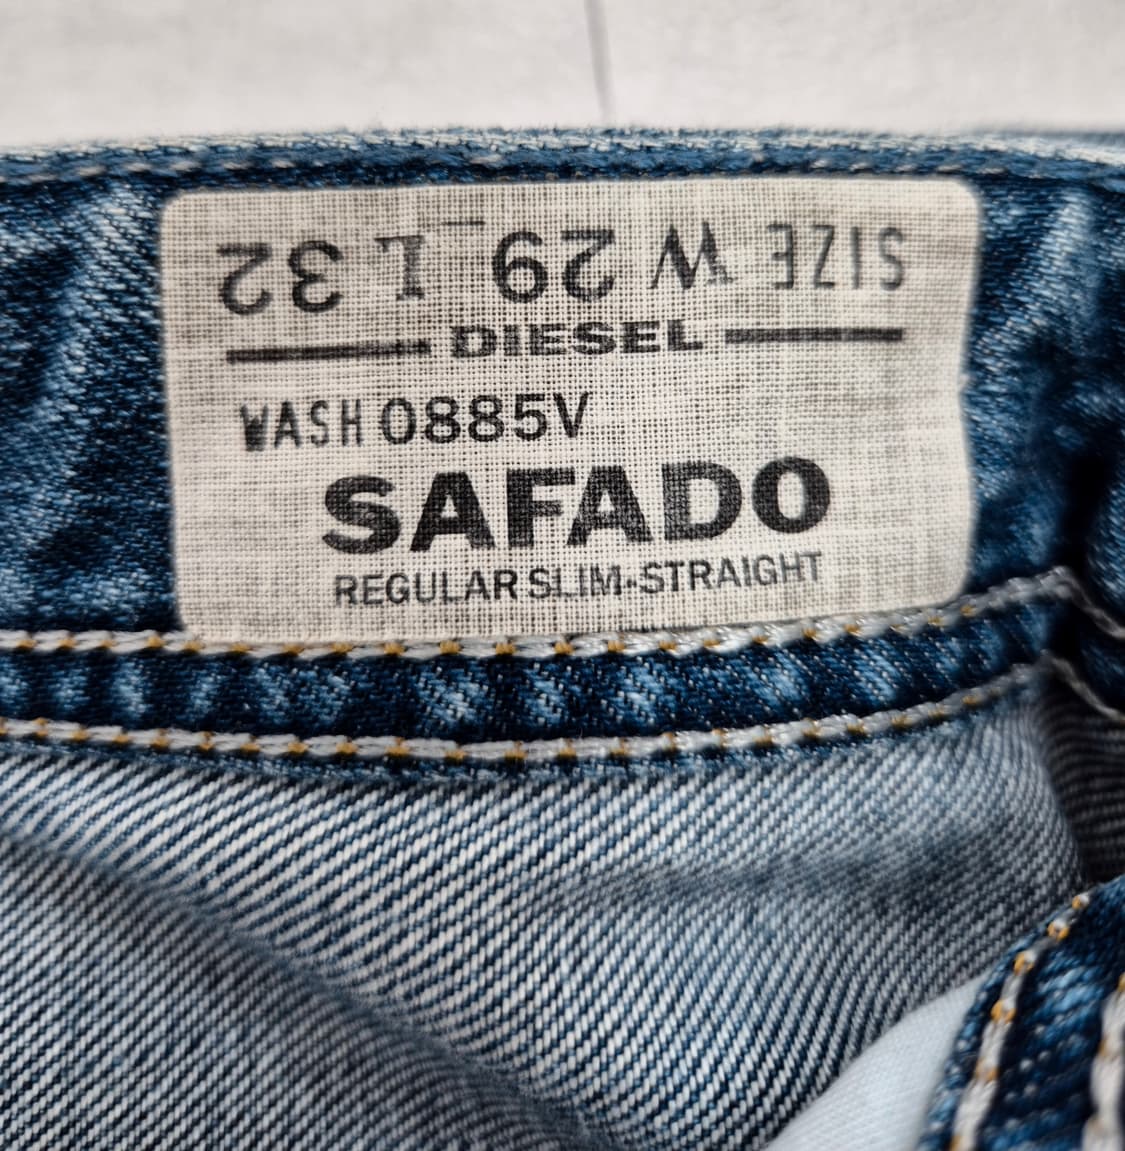 SIZE W 29 L 32
DIESEL
WASH 0885V
SAFADO
REGULAR SLIM-STRAIGHT